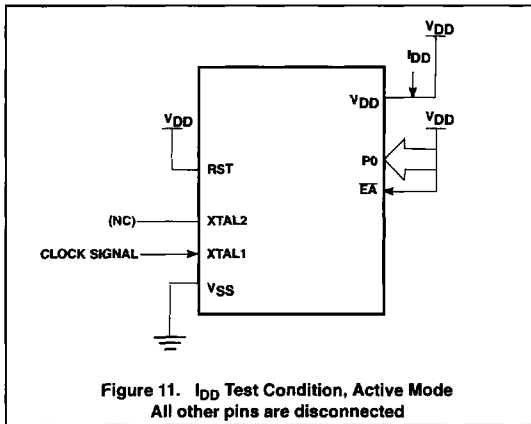 VDD
IDD
VDD
VDD
VDD
RST
P0
EA
(NC)
XTAL2
CLOCK SIGNAL
XTAL1
VSS
Figure 11. IDD Test Condition, Active Mode
All other pins are disconnected